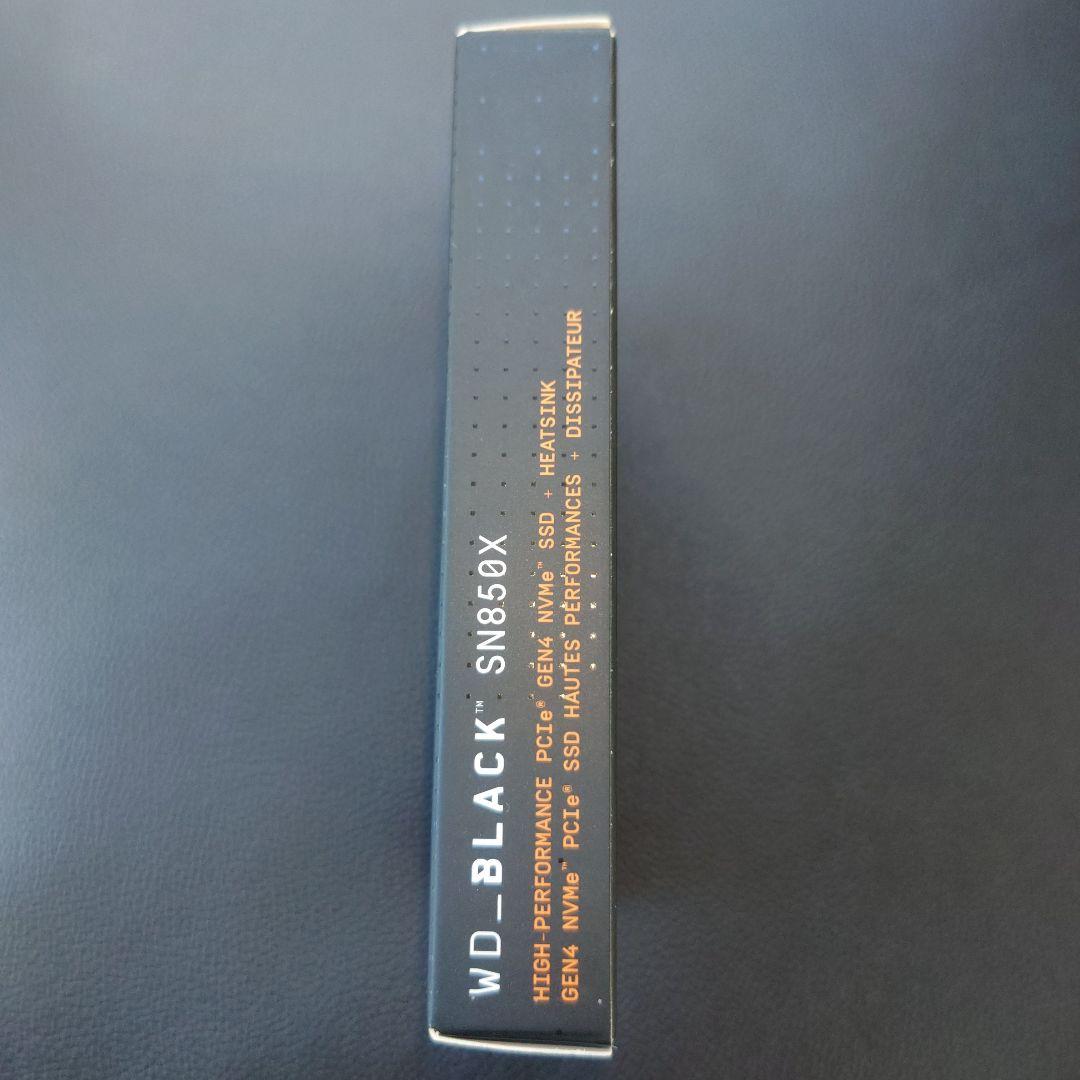 WD_BLACK™ SN850X
HIGH-PERFORMANCE PCIe® GEN4 NVMe™ SSD + HEATSINK
GEN4 NVMe™ PCIe® SSD HAUTES PERFORMANCES + DISSIPATEUR